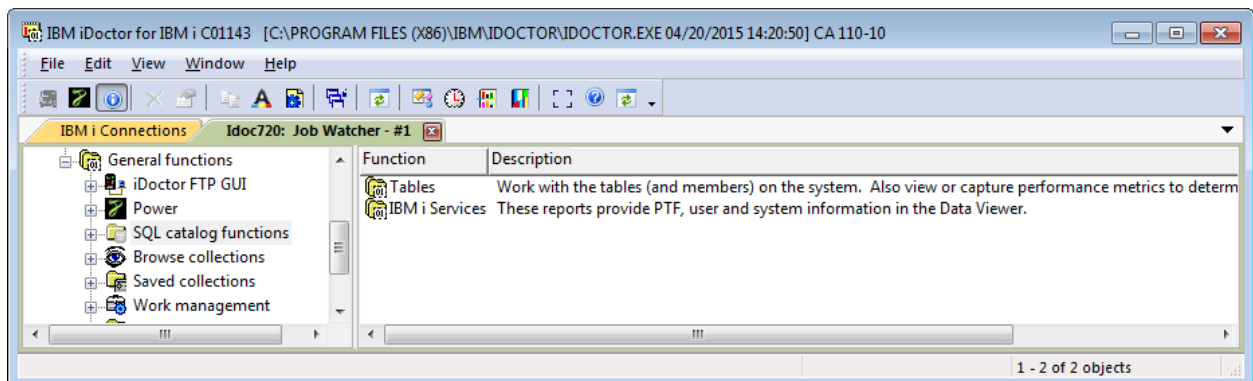 IBM iDoctor for IBM i C01143 [C:\PROGRAM FILES (X86)\IBM\IDOCTOR\IDOCTOR.EXE 04/20/2015 14:20:50] CA 110-10
File Edit View Window Help
IBM i Connections Idoc720: Job Watcher - #1
General functions
iDoctor FTP GUI
Power
SQL catalog functions
Browse collections
Saved collections
Work management
Function Description
Tables Work with the tables (and members) on the system. Also view or capture performance metrics to determ
IBM i Services These reports provide PTF, user and system information in the Data Viewer.
1 - 2 of 2 objects